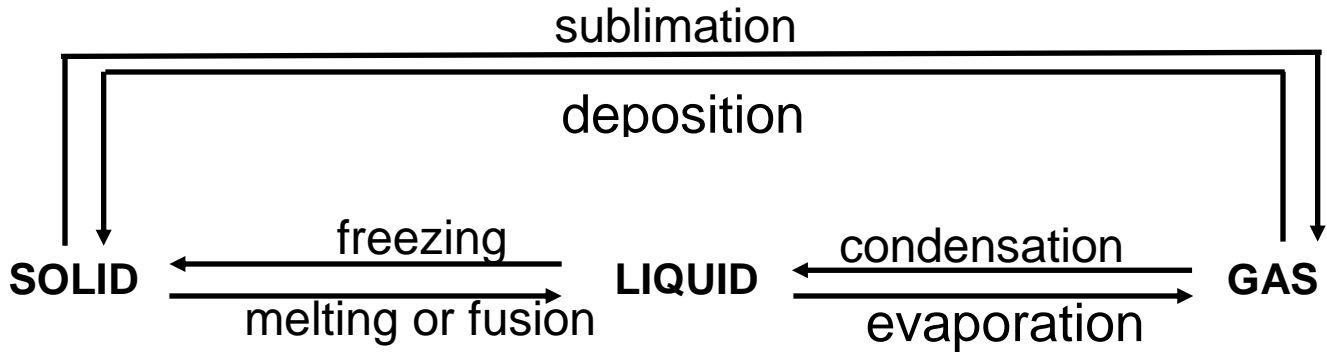 sublimation
deposition
freezing
condensation
SOLID
LIQUID
GAS
melting or fusion
evaporation